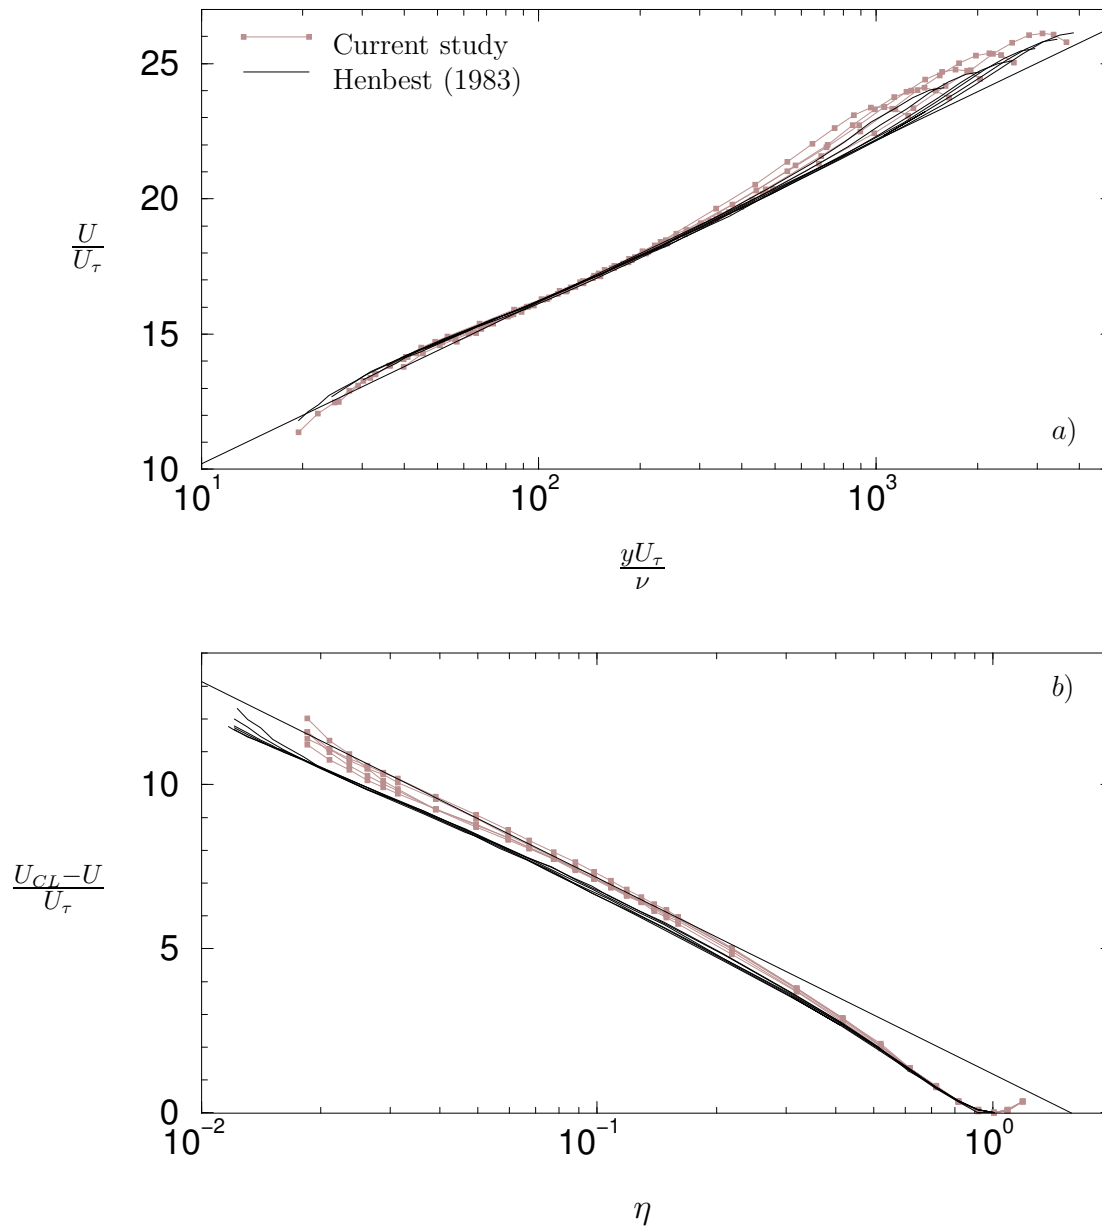 25
20
15
10
U/U_τ
Current study
Henbest (1983)
a)
10^1
10^2
10^3
yU_τ/ν
10
5
0
(U_CL−U)/U_τ
b)
10^−2
10^−1
10^0
η